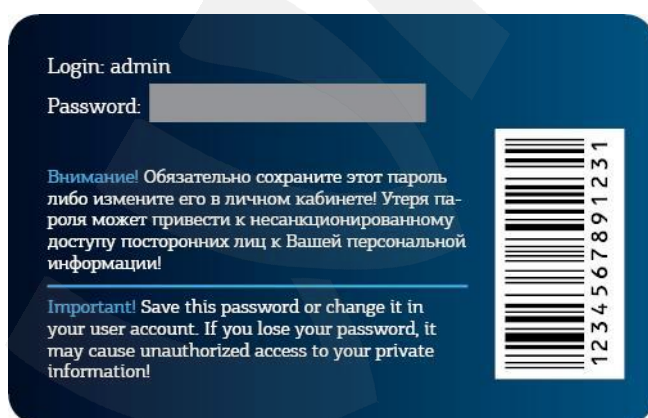 Login: admin
Password:
Внимание! Обязательно сохраните этот пароль
либо измените его в личном кабинете! Утеря па-
роля может привести к несанкционированному
доступу посторонних лиц к Вашей персональной
информации!
Important! Save this password or change it in
your user account. If you lose your password, it
may cause unauthorized access to your private
information!
1234567891231